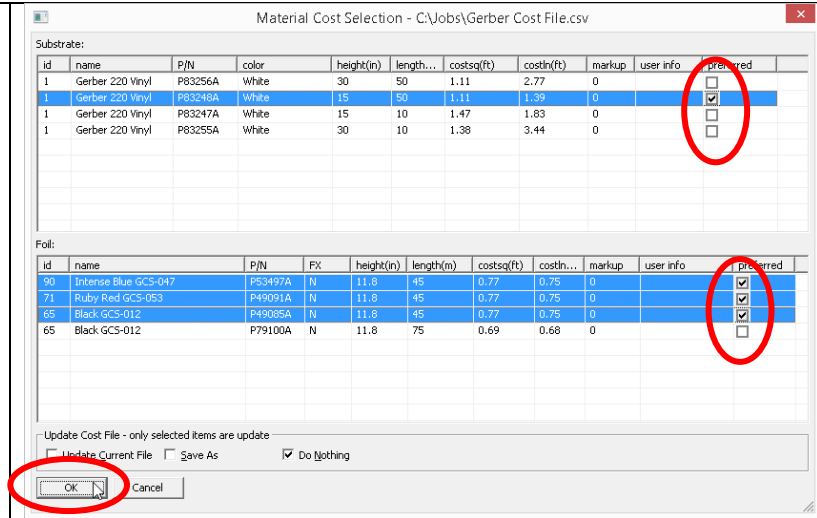 Material Cost Selection - C:\Jobs\Gerber Cost File.csv
Substrate:
id name P/N color height(in) length... costsq(ft) costln(ft) markup user info preferred
1 Gerber 220 Vinyl P83256A White 30 50 1.11 2.77 0
1 Gerber 220 Vinyl P83248A White 15 50 1.11 1.39 0
1 Gerber 220 Vinyl P83247A White 15 10 1.47 1.83 0
1 Gerber 220 Vinyl P83255A White 30 10 1.38 3.44 0
Foil:
id name P/N FX height(in) length(m) costsq(ft) costln... markup user info preferred
90 Intense Blue GCS-047 P53497A N 11.8 45 0.77 0.75 0
71 Ruby Red GCS-053 P49091A N 11.8 45 0.77 0.75 0
65 Black GCS-012 P49085A N 11.8 45 0.77 0.75 0
65 Black GCS-012 P79100A N 11.8 75 0.69 0.68 0
Update Cost File - only selected items are update
Update Current File Save As Do Nothing
OK Cancel